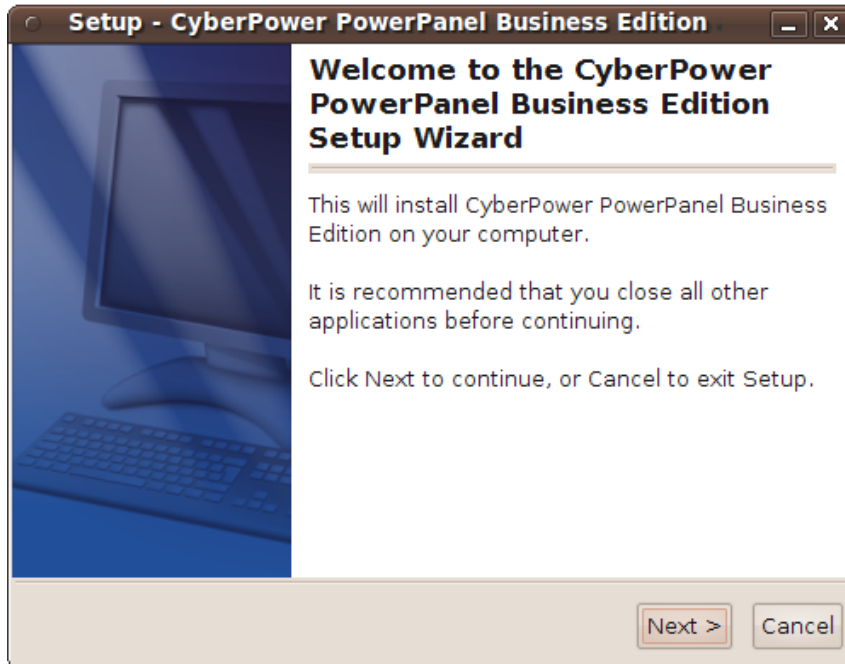 Setup - CyberPower PowerPanel Business Edition
Welcome to the CyberPower
PowerPanel Business Edition
Setup Wizard
This will install CyberPower PowerPanel Business
Edition on your computer.
It is recommended that you close all other
applications before continuing.
Click Next to continue, or Cancel to exit Setup.
Next >
Cancel